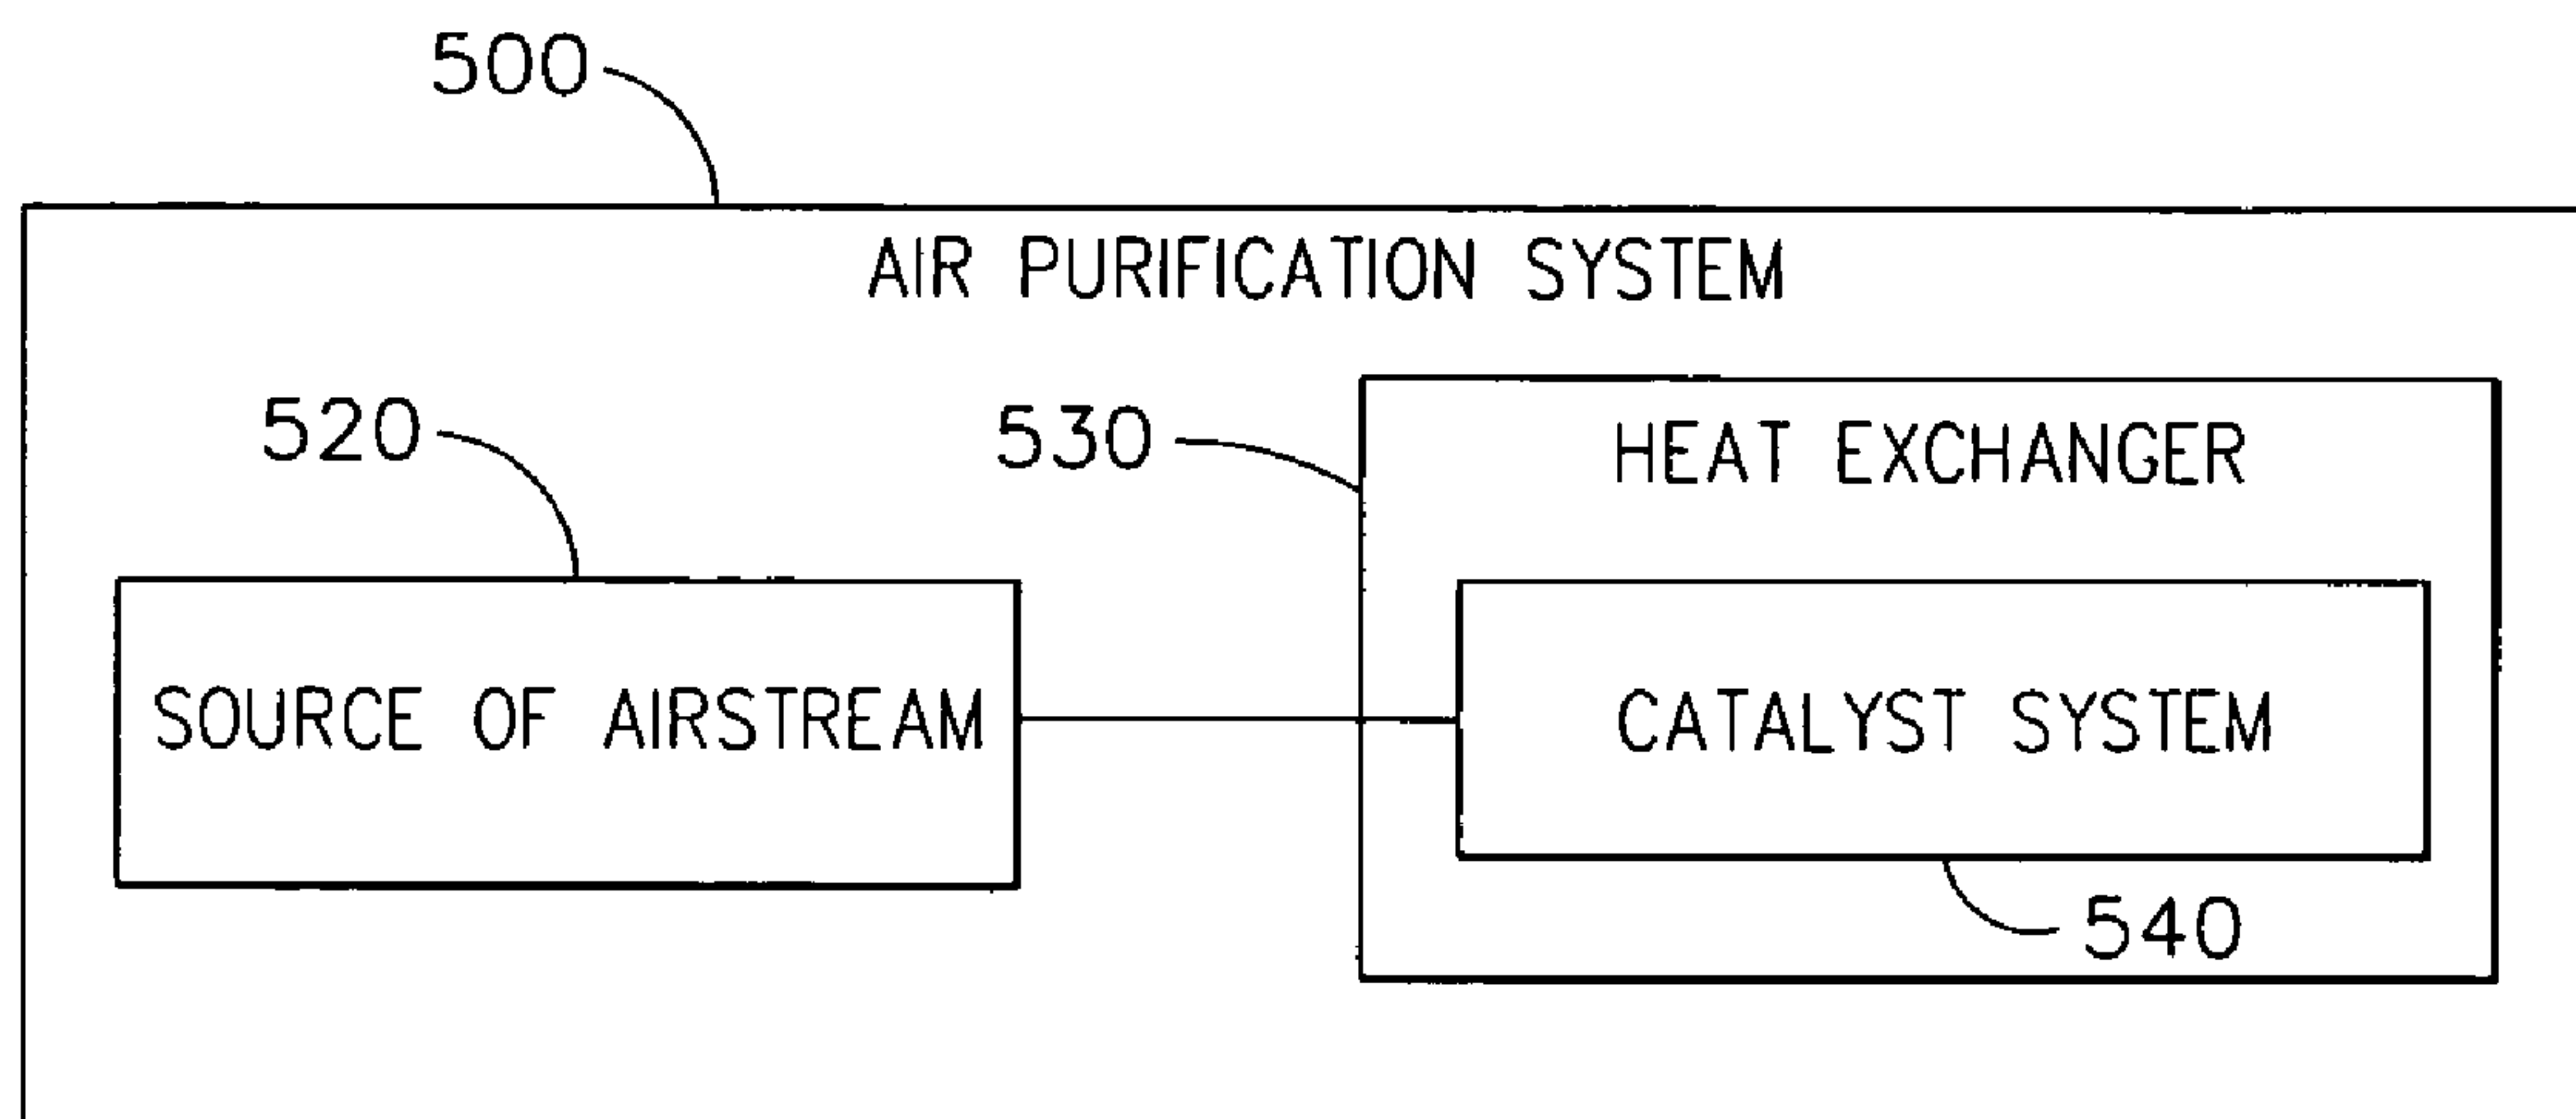 500
AIR PURIFICATION SYSTEM
520
530
HEAT EXCHANGER
SOURCE OF AIRSTREAM
CATALYST SYSTEM
540